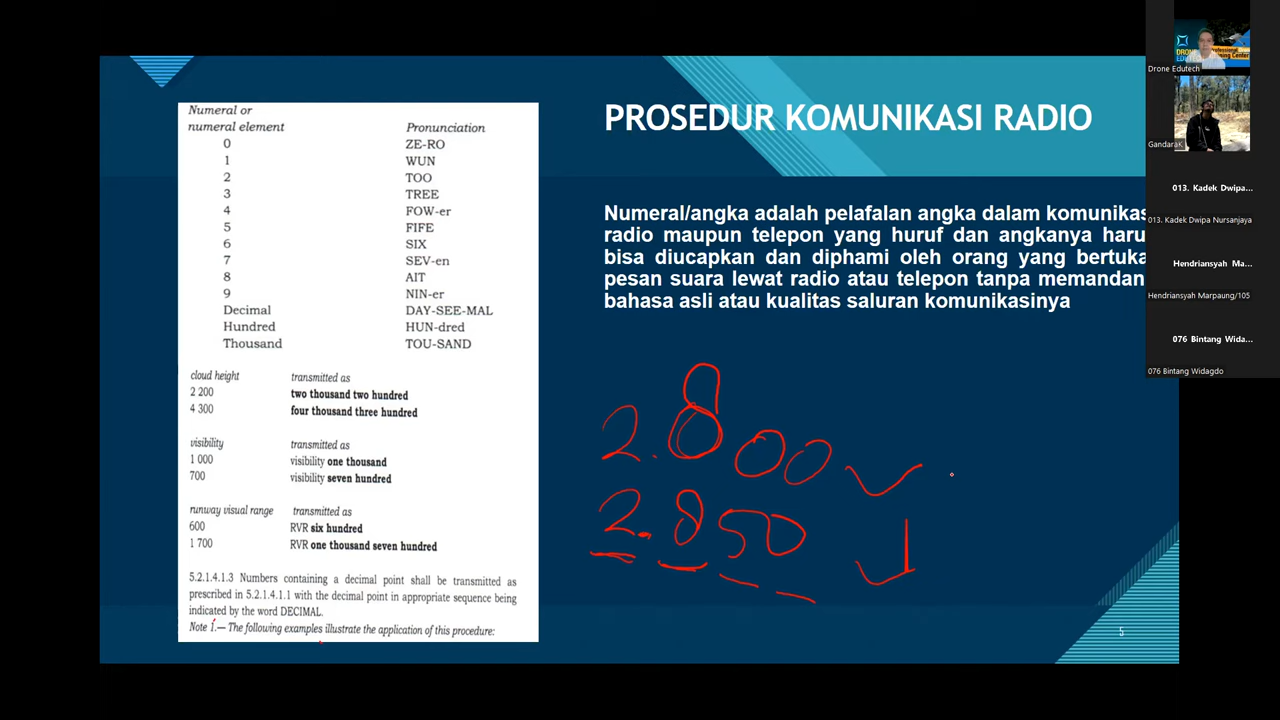 PROSEDUR KOMUNIKASI RADIO
Numeral or
numeral element Pronunciation
0 ZE-RO
1 WUN
2 TOO
3 TREE
4 FOW-er
5 FIFE
6 SIX
7 SEV-en
8 AIT
9 NIN-er
Decimal DAY-SEE-MAL
Hundred HUN-dred
Thousand TOU-SAND
cloud height transmitted as
2 200 two thousand two hundred
4 300 four thousand three hundred
visibility transmitted as
1 000 visibility one thousand
700 visibility seven hundred
runway visual range transmitted as
600 RVR six hundred
1 700 RVR one thousand seven hundred
5.2.1.4.1.3 Numbers containing a decimal point shall be transmitted as
prescribed in 5.2.1.4.1.1 with the decimal point in appropriate sequence being
indicated by the word DECIMAL.
Note 1.— The following examples illustrate the application of this procedure:
Numeral/angka adalah pelafalan angka dalam komunikas
radio maupun telepon yang huruf dan angkanya haru
bisa diucapkan dan diphami oleh orang yang bertuka
pesan suara lewat radio atau telepon tanpa memandan
bahasa asli atau kualitas saluran komunikasinya
2.800
2.850
5
Drone Edutech
GandaraK
013. Kadek Dwipa...
013. Kadek Dwipa Nursanjaya
Hendriansyah Ma...
Hendriansyah Marpaung/105
076 Bintang Wida...
076 Bintang Widagdo